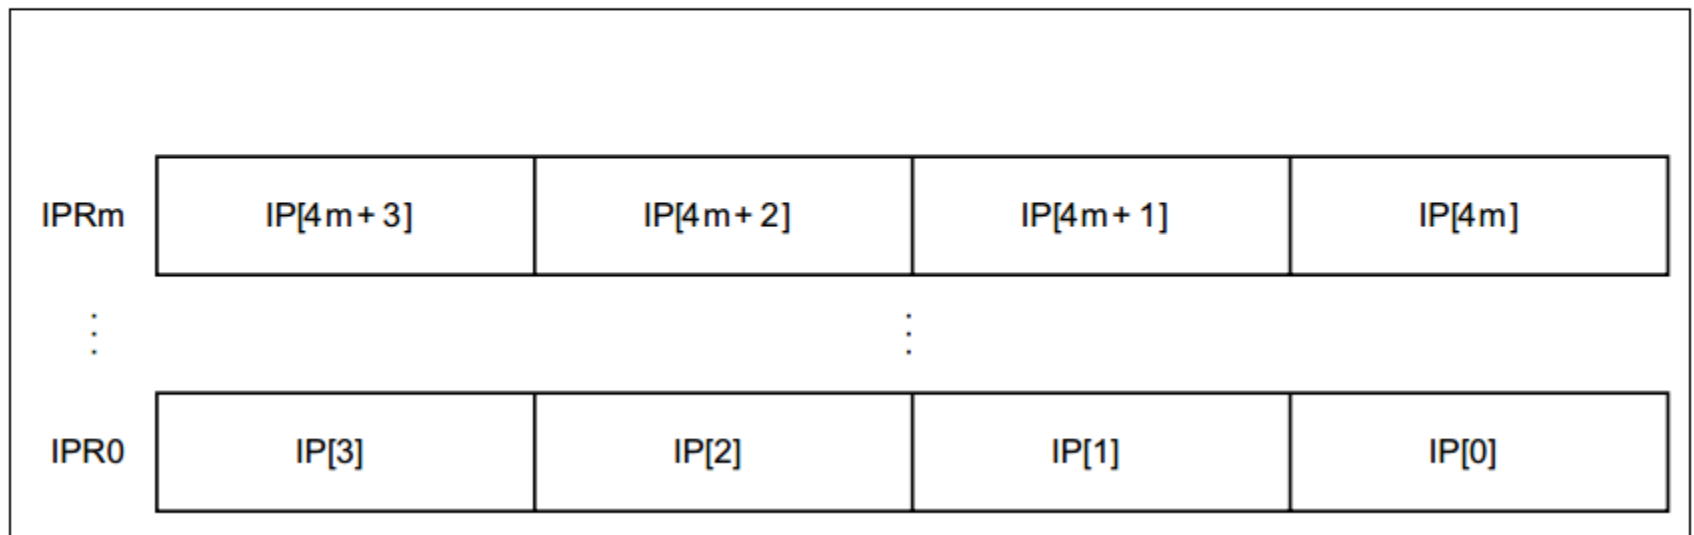 IPRm IP[4m+3] IP[4m+2] IP[4m+1] IP[4m]
⋮ ⋮
IPR0 IP[3] IP[2] IP[1] IP[0]